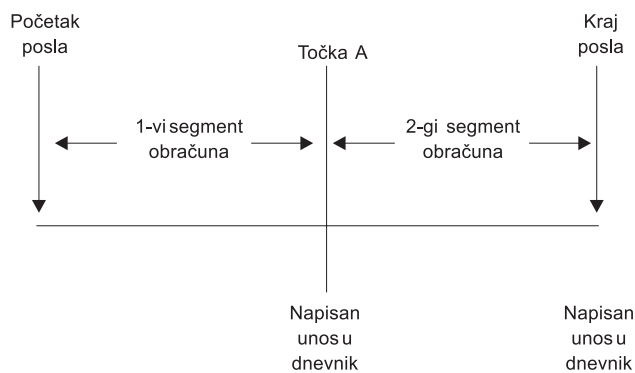 Početak
posla
Točka A
Kraj
posla
1-vi segment
obračuna
2-gi segment
obračuna
Napisan
unos u
dnevnik
Napisan
unos u
dnevnik